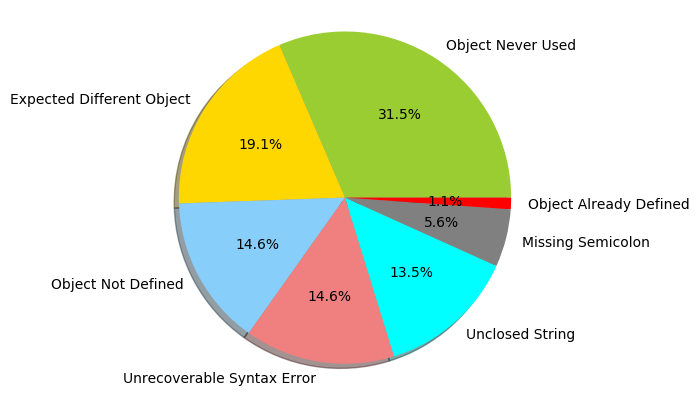 Object Never Used
31.5%
Expected Different Object
19.1%
Object Not Defined
14.6%
Unrecoverable Syntax Error
14.6%
Unclosed String
13.5%
Missing Semicolon
5.6%
Object Already Defined
1.1%